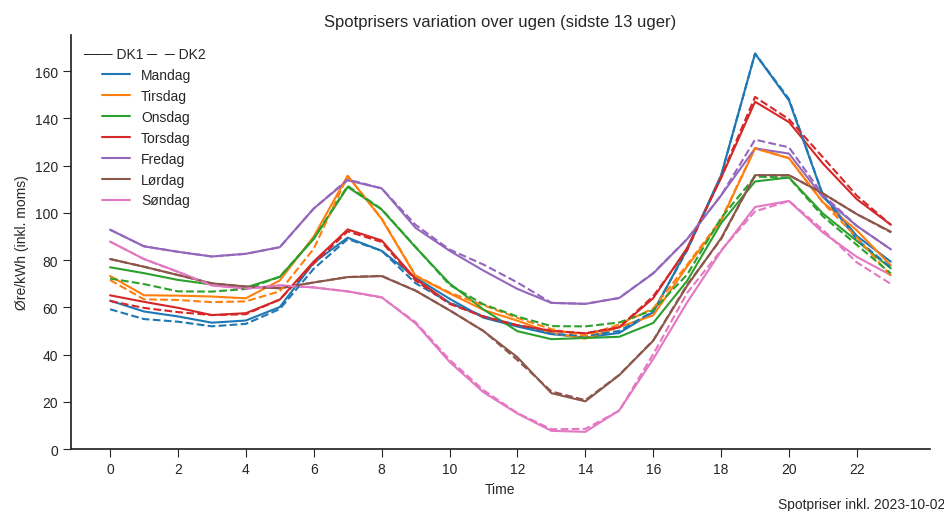 Spotprisers variation over ugen (sidste 13 uger)
DK1 DK2
Mandag
Tirsdag
Onsdag
Torsdag
Fredag
Lørdag
Søndag
Øre/kWh (inkl. moms)
160
140
120
100
80
60
40
20
0
0 2 4 6 8 10 12 14 16 18 20 22
Time
Spotpriser inkl. 2023-10-02